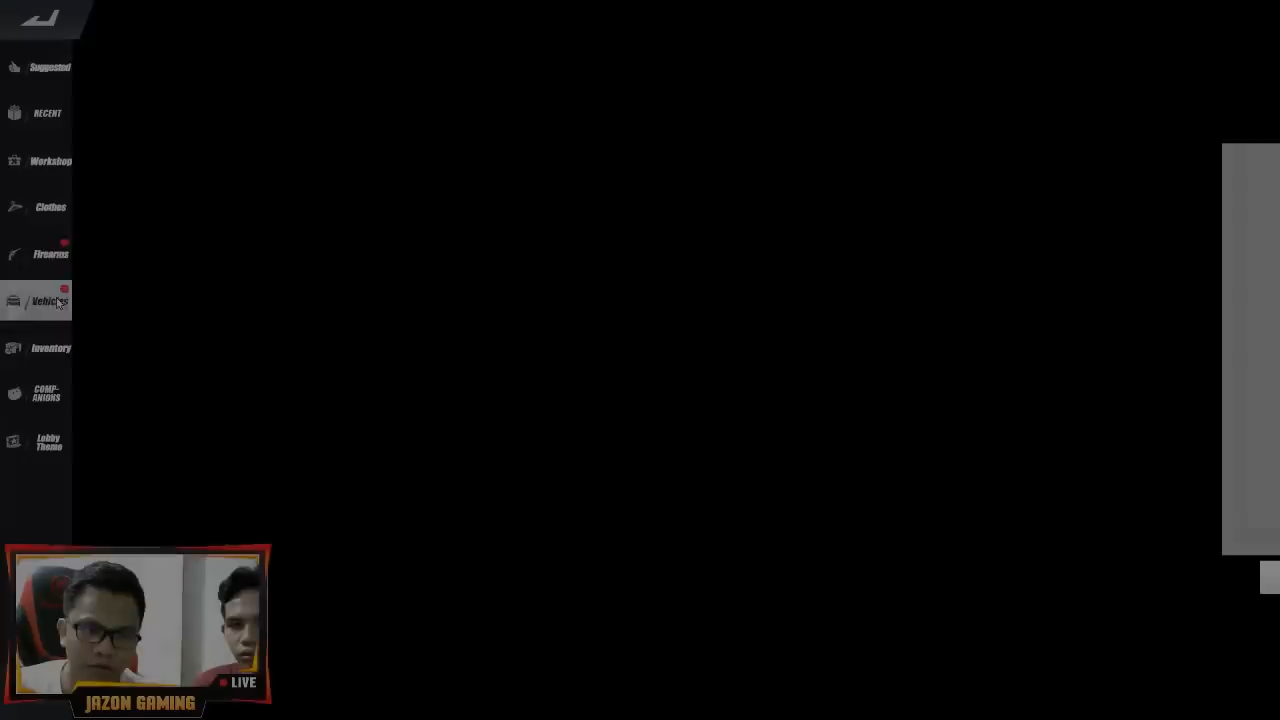 Suggested
RECENT
Workshop
Clothes
Firearms
Vehicles
Inventory
COMP-
ANIONS
Lobby
Theme
LIVE
JAZON GAMING